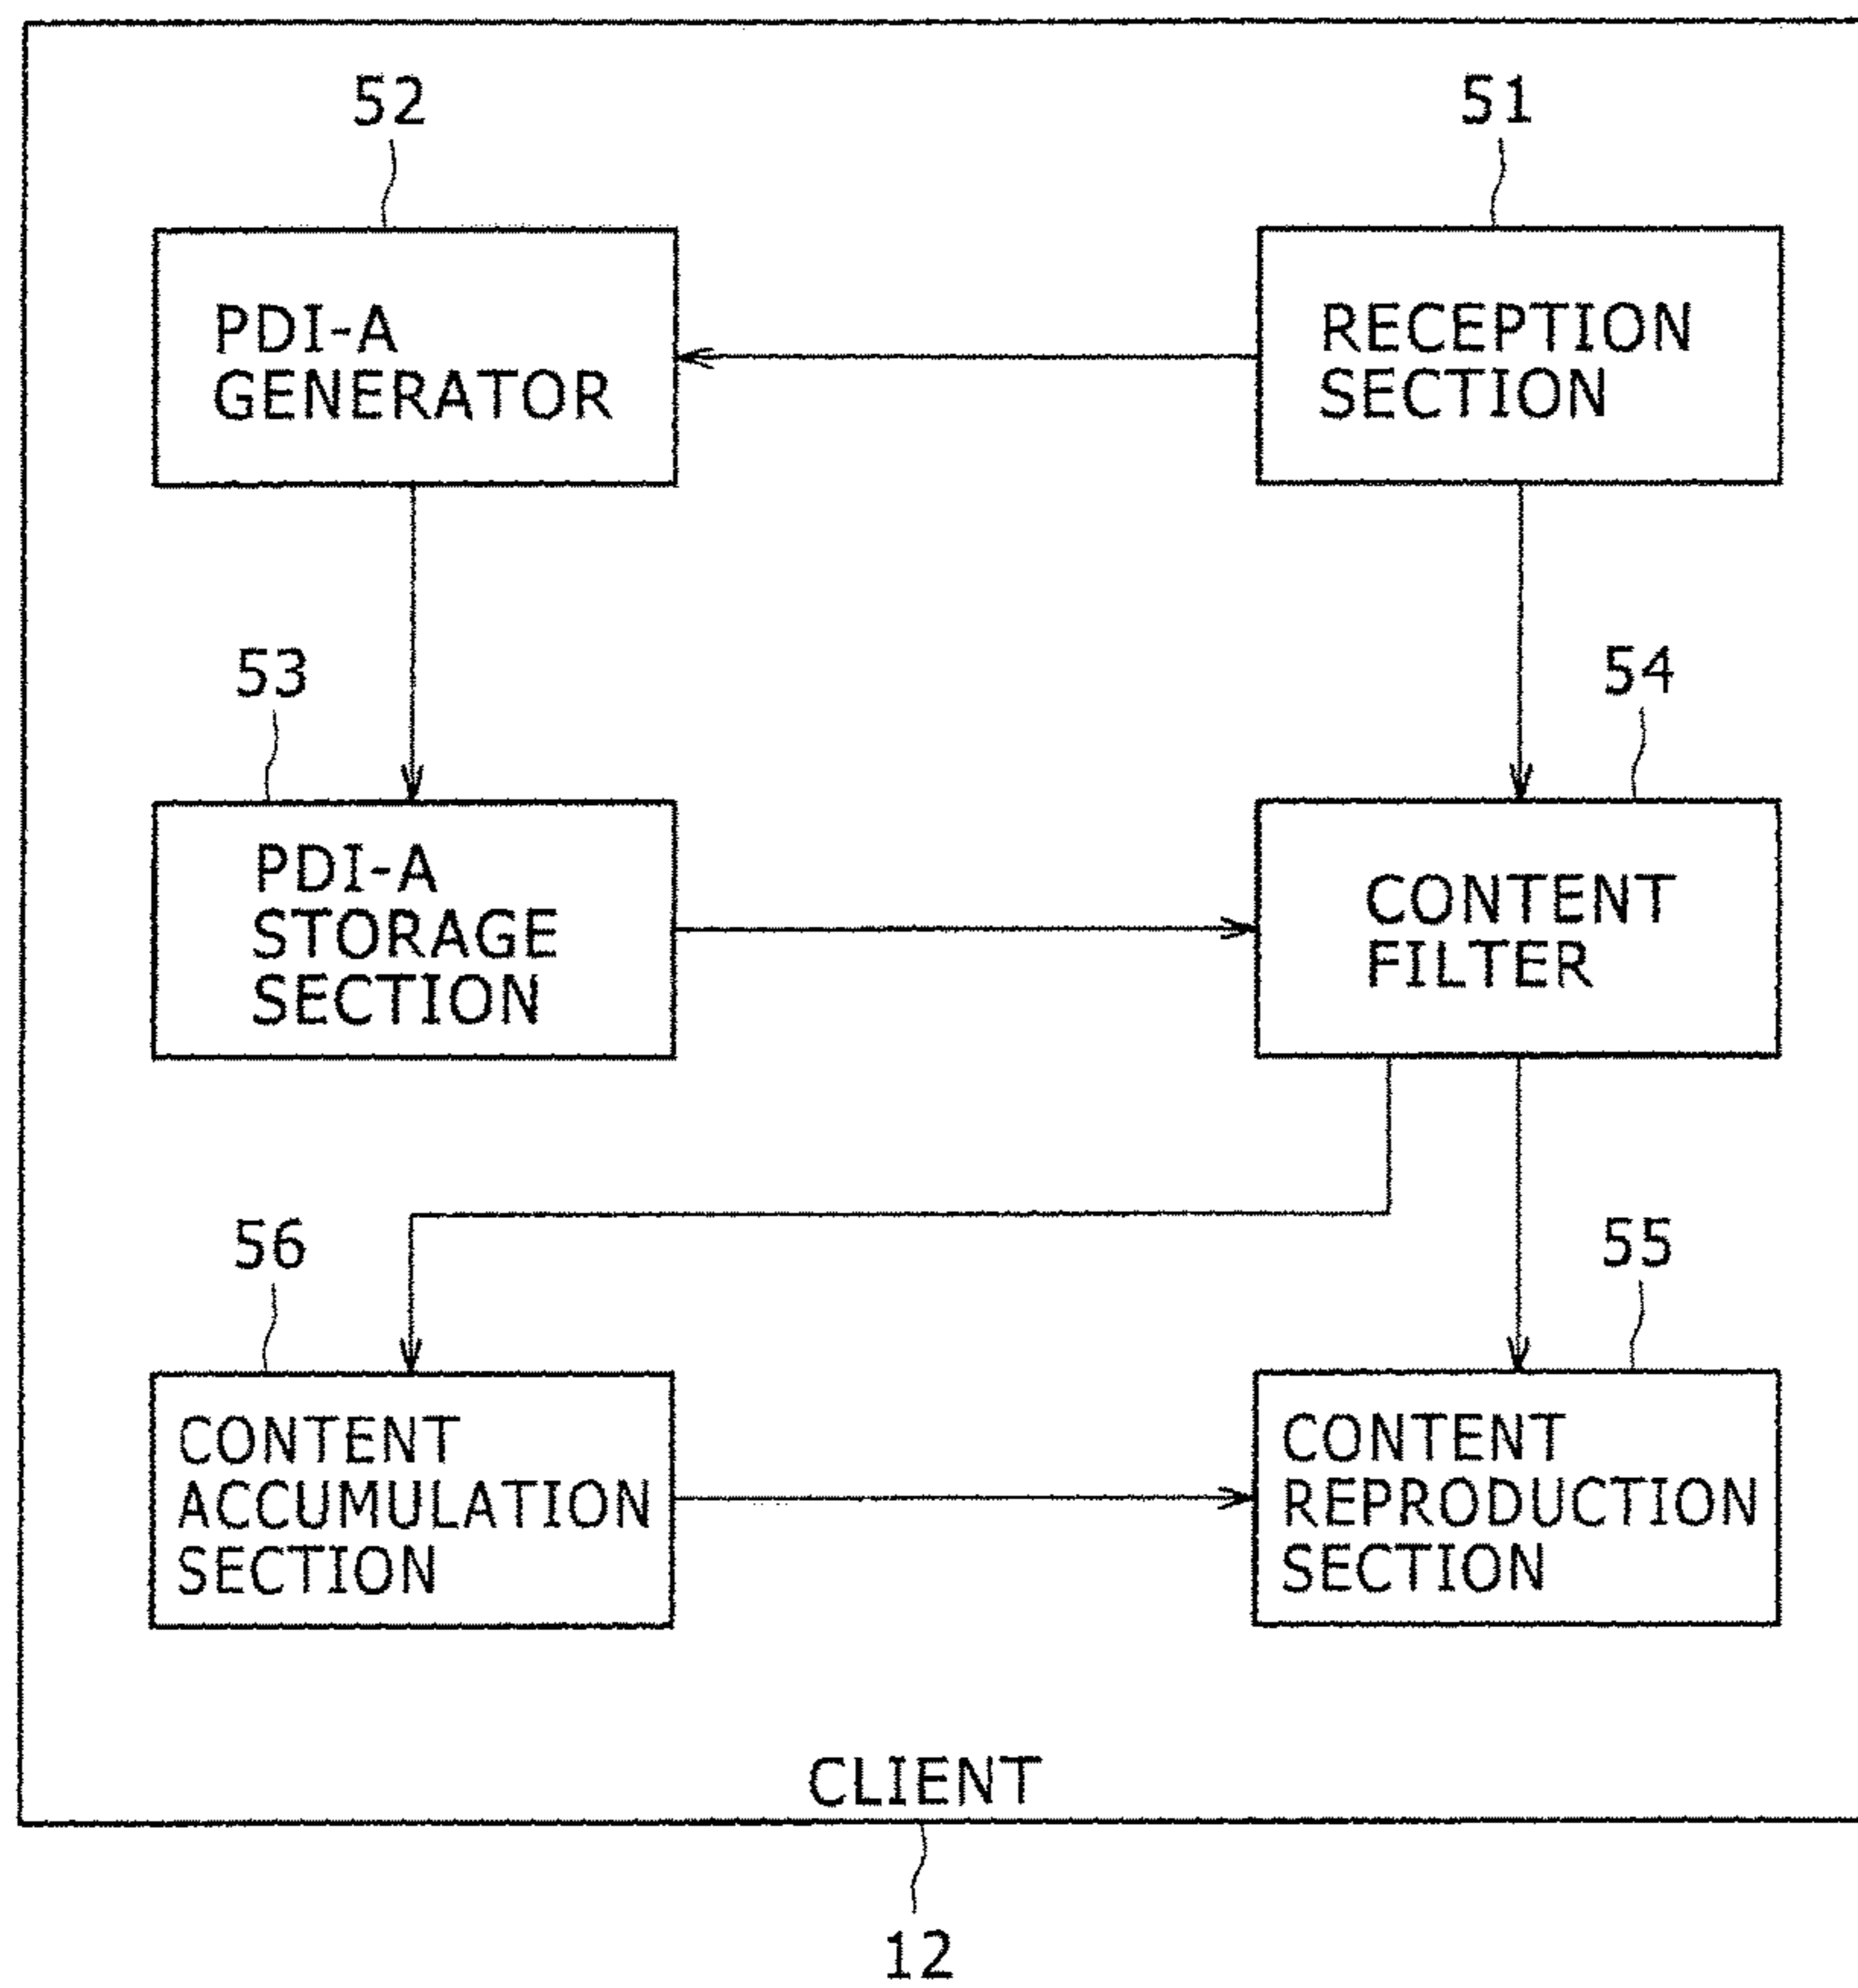 52
51
PDI-A
GENERATOR
RECEPTION
SECTION
53
54
PDI-A
STORAGE
SECTION
CONTENT
FILTER
56
55
CONTENT
ACCUMULATION
SECTION
CONTENT
REPRODUCTION
SECTION
CLIENT
12